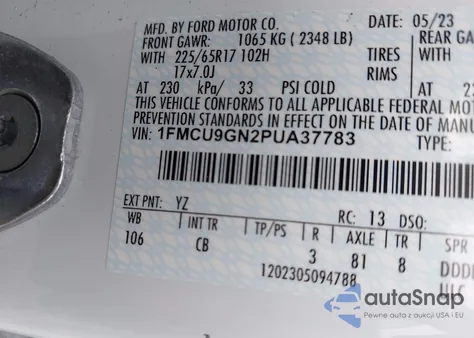 MFD. BY FORD MOTOR CO. DATE: 05/23
FRONT GAWR: 1065 KG ( 2348 LB) REAR GA
WITH 225/65R17 102H TIRES WITH
17x7.0J RIMS
AT 230 kPa/ 33 PSI COLD AT 230
THIS VEHICLE CONFORMS TO ALL APPLICABLE FEDERAL MO
PREVENTION STANDARDS IN EFFECT ON THE DATE OF MANU
VIN: 1FMCU9GN2PUA37783 TYPE:
EXT PNT: YZ RC: 13 DSO:
WB INT TR TP/PS R AXLE TR SPR
106 CB 3 81 8 DDDD
1202305094788
autoSnap
Pewne auta z aukcji USA i EU